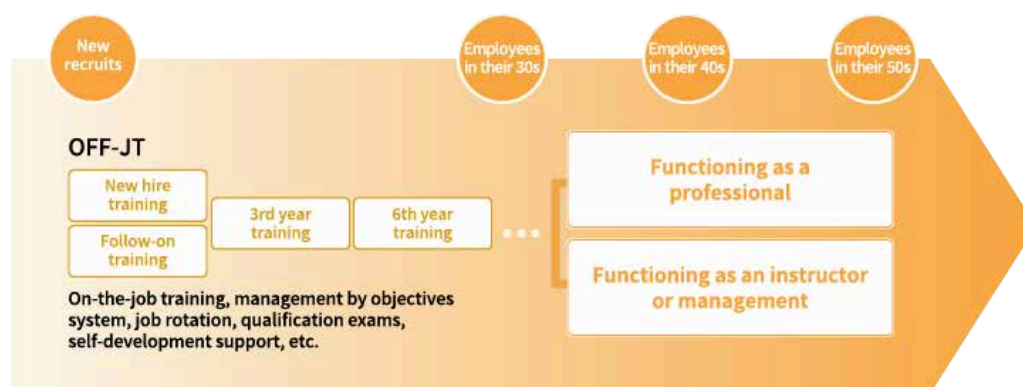 New
recruits
Employees
in their 30s
Employees
in their 40s
Employees
in their 50s
OFF-JT
New hire
training
Follow-on
training
3rd year
training
6th year
training
Functioning as a
professional
Functioning as an instructor
or management
On-the-job training, management by objectives
system, job rotation, qualification exams,
self-development support, etc.